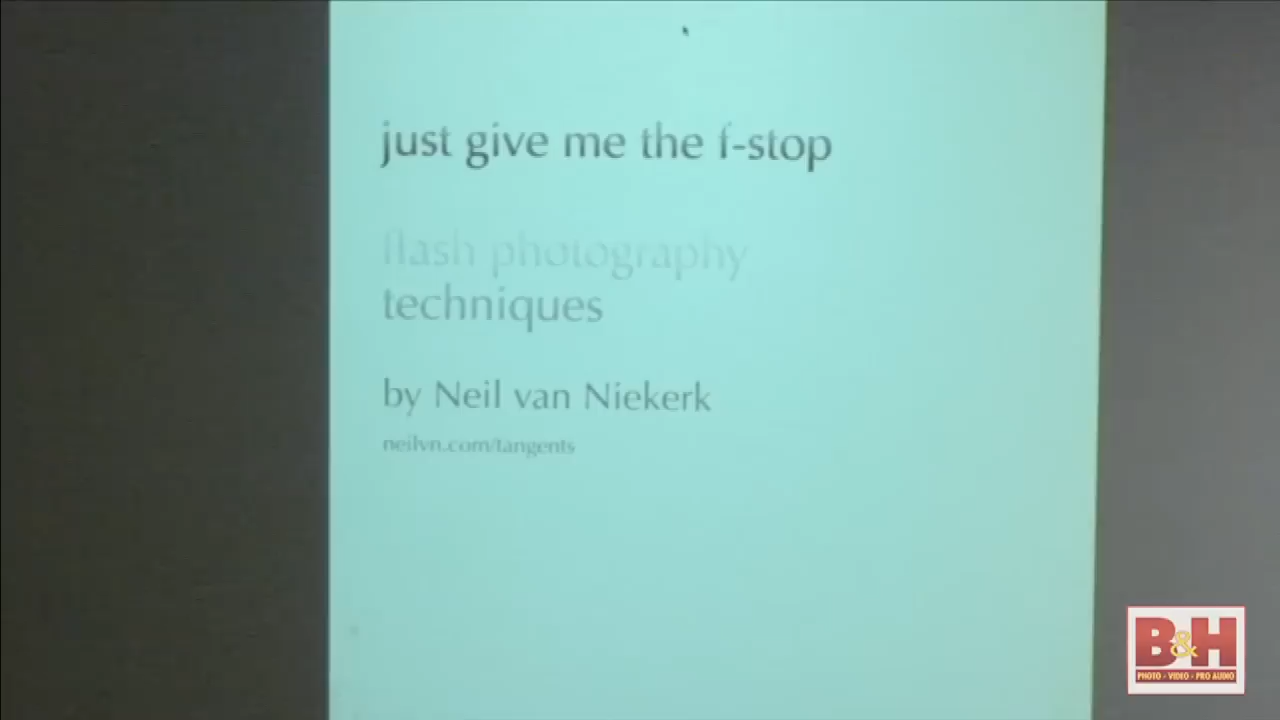 just give me the f-stop
flash photography
techniques
by Neil van Niekerk
neilvn.com/tangents
B&H
PHOTO - VIDEO - PRO AUDIO